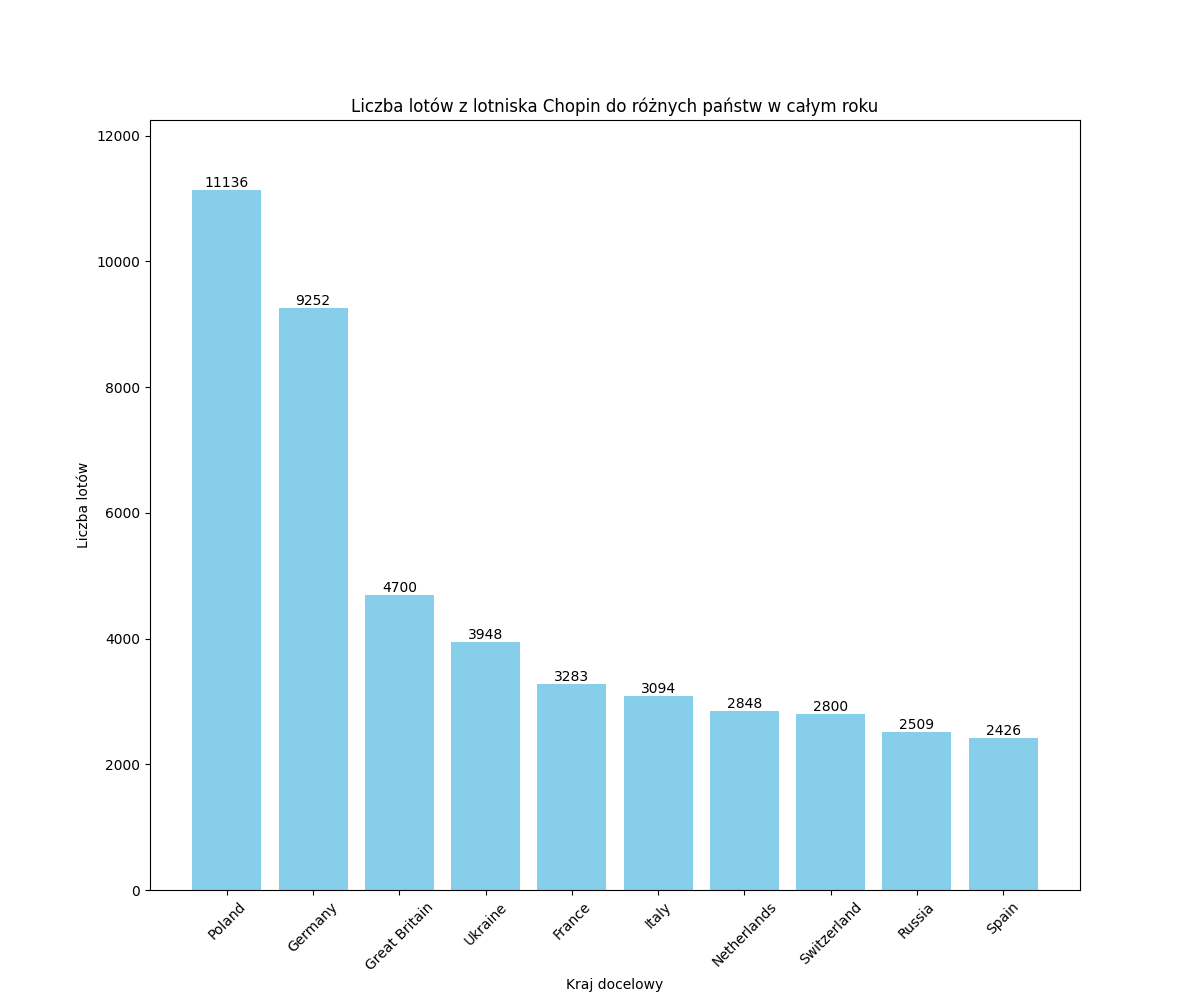 Liczba lotów z lotniska Chopin do różnych państw w całym roku
12000
10000
8000
6000
4000
2000
0
Liczba lotów
11136
9252
4700
3948
3283
3094
2848
2800
2509
2426
Poland
Germany
Great Britain
Ukraine
France
Italy
Netherlands
Switzerland
Russia
Spain
Kraj docelowy